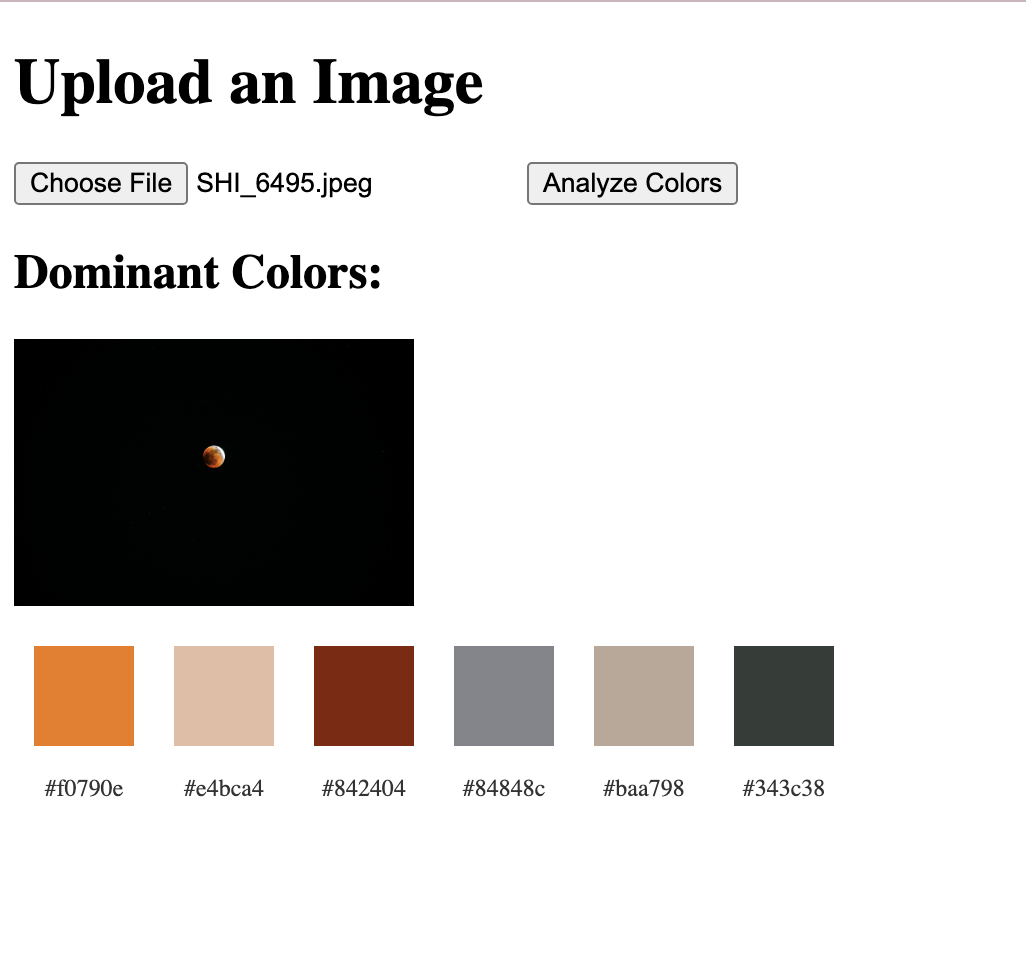 Upload an Image
Choose File SHI_6495.jpeg Analyze Colors
Dominant Colors:
#f0790e #e4bca4 #842404 #84848c #baa798 #343c38